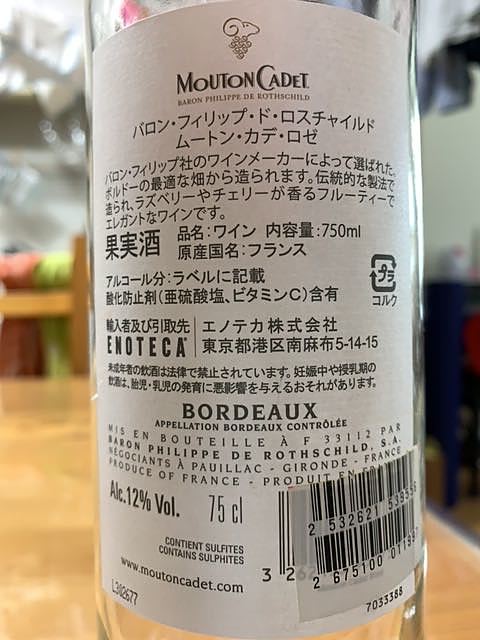 MOUTON CADET
BARON PHILIPPE DE ROTHSCHILD
バロン・フィリップ・ド・ロスチャイルド
ムートン・カデ・ロゼ
バロン・フィリップ社のワインメーカーによって選ばれた、
ボルドーの最適な畑から造られます。伝統的な製法で
造られ、ラズベリーやチェリーが香るフルーティーで
エレガントなワインです。
果実酒 品名:ワイン 内容量:750ml
原産国名:フランス
アルコール分:ラベルに記載
酸化防止剤(亜硫酸塩、ビタミンC)含有
プラ
コルク
輸入者及び引取先 エノテカ株式会社
ENOTECA 東京都港区南麻布5-14-15
未成年者の飲酒は法律で禁止されています。妊娠中や授乳期の
飲酒は、胎児・乳児の発育に悪影響を与えるおそれがあります。
BORDEAUX
APPELLATION BORDEAUX CONTRÔLÉE
MIS EN BOUTEILLE À F 33112 PAR
BARON PHILIPPE DE ROTHSCHILD, S.A.
NÉGOCIANTS À PAUILLAC - GIRONDE - FRANCE
PRODUCE OF FRANCE - PRODUIT EN FR
Alc.12% Vol. 75 cl
CONTIENT SULFITES
CONTAINS SULPHITES
www.moutoncadet.com
L302677
2 532621 5393
3 26
2 675100 0119
7033388